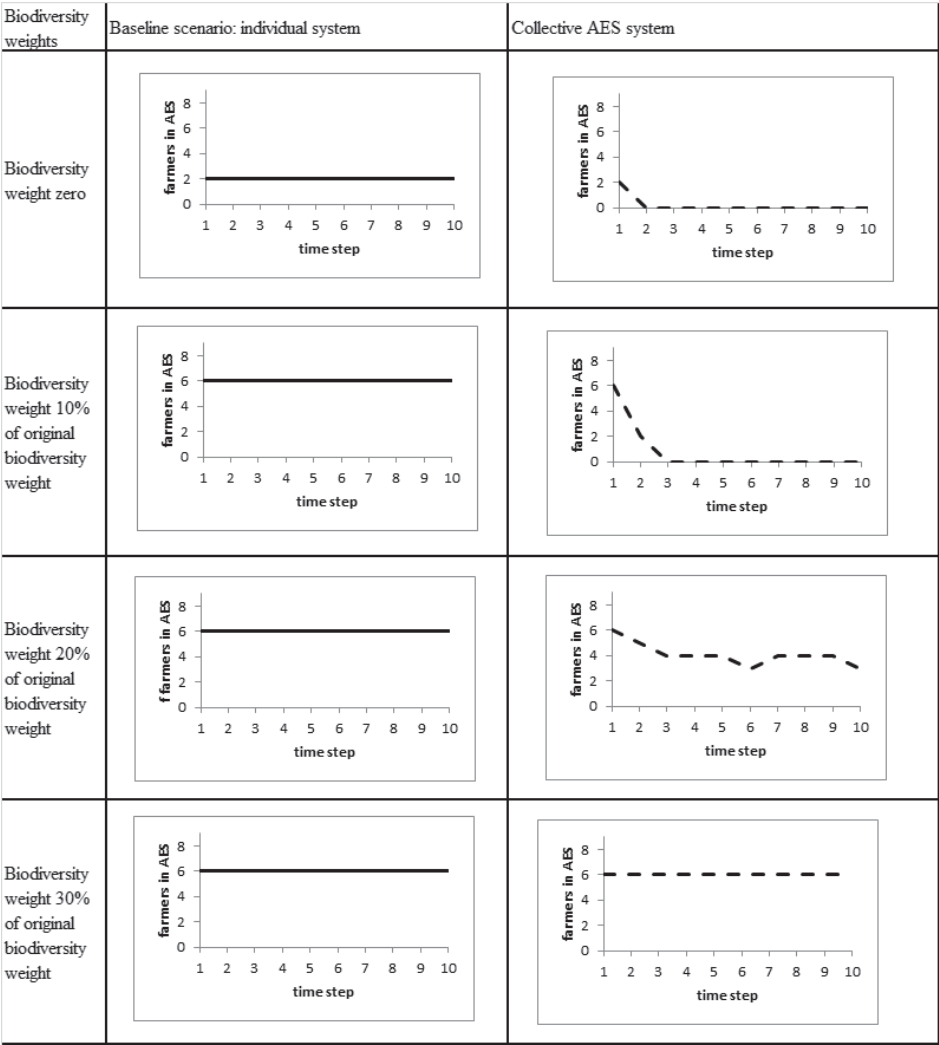 Biodiversity
weights
Baseline scenario: individual system
Collective AES system
Biodiversity
weight zero
farmers in AES
8
6
4
2
0
1 2 3 4 5 6 7 8 9 10
time step
farmers in AES
8
6
4
2
0
1 2 3 4 5 6 7 8 9 10
time step
Biodiversity
weight 10%
of original
biodiversity
weight
farmers in AES
8
6
4
2
0
1 2 3 4 5 6 7 8 9 10
time step
farmers in AES
8
6
4
2
0
1 2 3 4 5 6 7 8 9 10
time step
Biodiversity
weight 20%
of original
biodiversity
weight
f farmers in AES
8
6
4
2
0
1 2 3 4 5 6 7 8 9 10
time step
farmers in AES
8
6
4
2
0
1 2 3 4 5 6 7 8 9 10
time step
Biodiversity
weight 30%
of original
biodiversity
weight
farmers in AES
8
6
4
2
0
1 2 3 4 5 6 7 8 9 10
time step
farmers in AES
8
6
4
2
0
1 2 3 4 5 6 7 8 9 10
time step